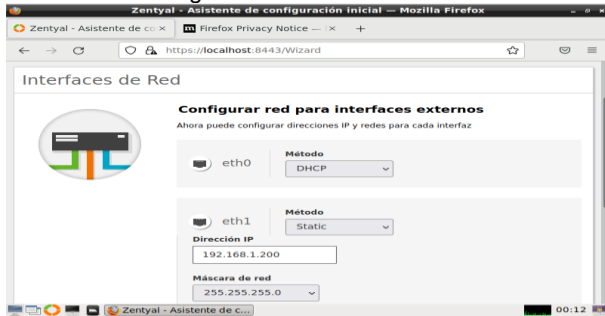 Zentyal - Asistente de configuración inicial — Mozilla Firefox
Zentyal - Asistente de co
Firefox Privacy Notice —
https://localhost:8443/Wizard
Interfaces de Red
Configurar red para interfaces externos
Ahora puede configurar direcciones IP y redes para cada interfaz
Método
eth0
DHCP
Método
eth1
Static
Dirección IP
192.168.1.200
Máscara de red
255.255.255.0
Zentyal - Asistente de c...
00:12